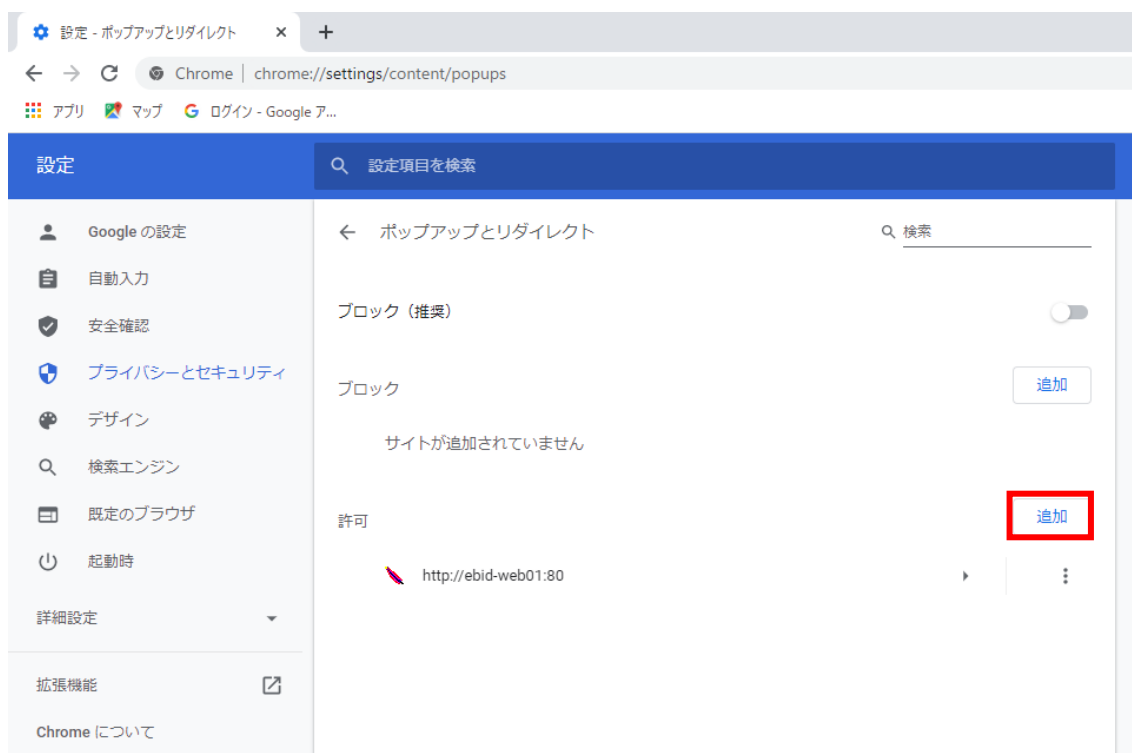 設定 - ポップアップとリダイレクト
Chrome | chrome://settings/content/popups
アプリ マップ ログイン - Google ア...
設定
設定項目を検索
Google の設定
自動入力
安全確認
プライバシーとセキュリティ
デザイン
検索エンジン
既定のブラウザ
起動時
詳細設定
拡張機能
Chrome について
ポップアップとリダイレクト
検索
ブロック（推奨）
ブロック
追加
サイトが追加されていません
許可
追加
http://ebid-web01:80